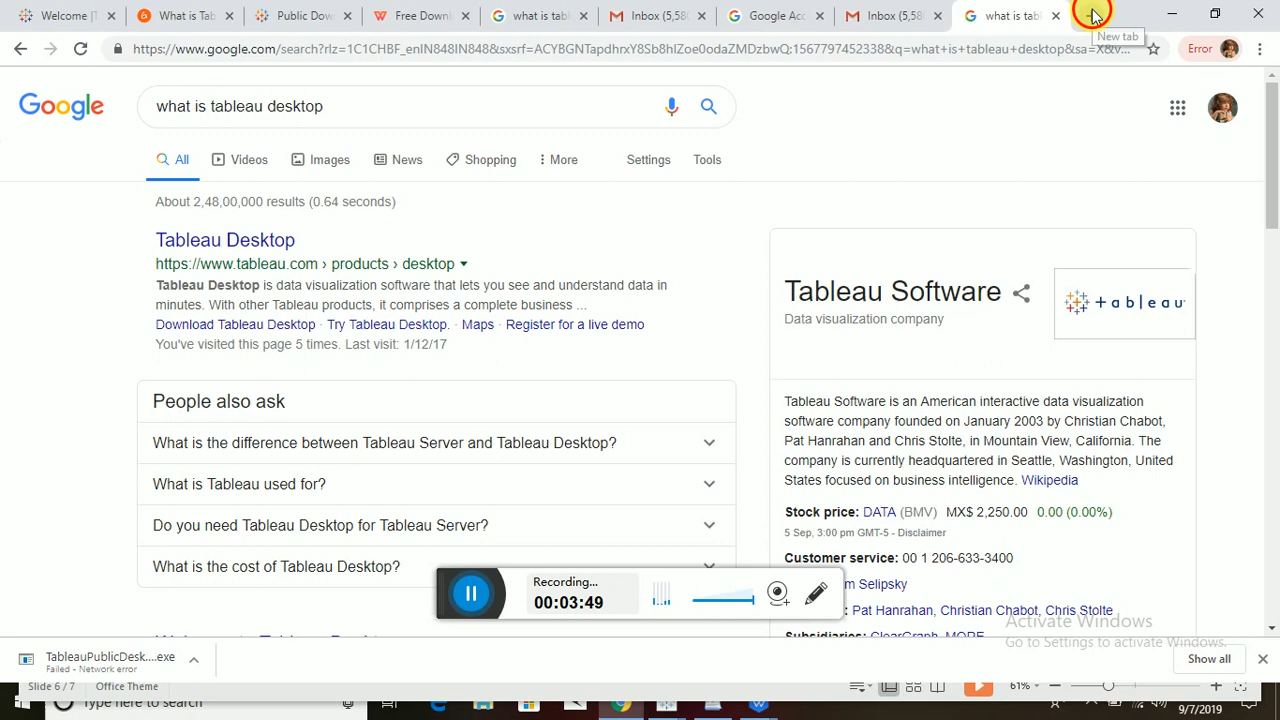 Welcome [T
What is Tab
Public Dow
Free Downl
what is tabl
Inbox (5,58
Google Acc
Inbox (5,58
what is tabl
New tab
https://www.google.com/search?rlz=1C1CHBF_enIN848IN848&sxsrf=ACYBGNTapdhrxY8Sb8hIZoe0odaZMDzbwQ:1567797452338&q=what+is+tableau+desktop&sa=X&v...
Error
Google
what is tableau desktop
All
Videos
Images
News
Shopping
More
Settings
Tools
About 2,48,00,000 results (0.64 seconds)
Tableau Desktop
https://www.tableau.com › products › desktop
Tableau Desktop is data visualization software that lets you see and understand data in
minutes. With other Tableau products, it comprises a complete business ...
Download Tableau Desktop · Try Tableau Desktop. · Maps · Register for a live demo
You've visited this page 5 times. Last visit: 1/12/17
People also ask
What is the difference between Tableau Server and Tableau Desktop?
What is Tableau used for?
Do you need Tableau Desktop for Tableau Server?
What is the cost of Tableau Desktop?
Tableau Software
Data visualization company
+ a b l e a u
Tableau Software is an American interactive data visualization
software company founded on January 2003 by Christian Chabot,
Pat Hanrahan and Chris Stolte, in Mountain View, California. The
company is currently headquartered in Seattle, Washington, United
States focused on business intelligence. Wikipedia
Stock price: DATA (BMV) MX$ 2,250.00 0.00 (0.00%)
5 Sep, 3:00 pm GMT-5 - Disclaimer
Customer service: 00 1 206-633-3400
m Selipsky
: Pat Hanrahan, Christian Chabot, Chris Stolte
Subsidiaries: ClearGraph, MORE
Recording...
00:03:49
Activate Windows
Go to Settings to activate Windows.
TableauPublicDesk....exe
Failed - Network error
Show all
Slide 6 / 7
Office Theme
61%
Type here to search
9/7/2019